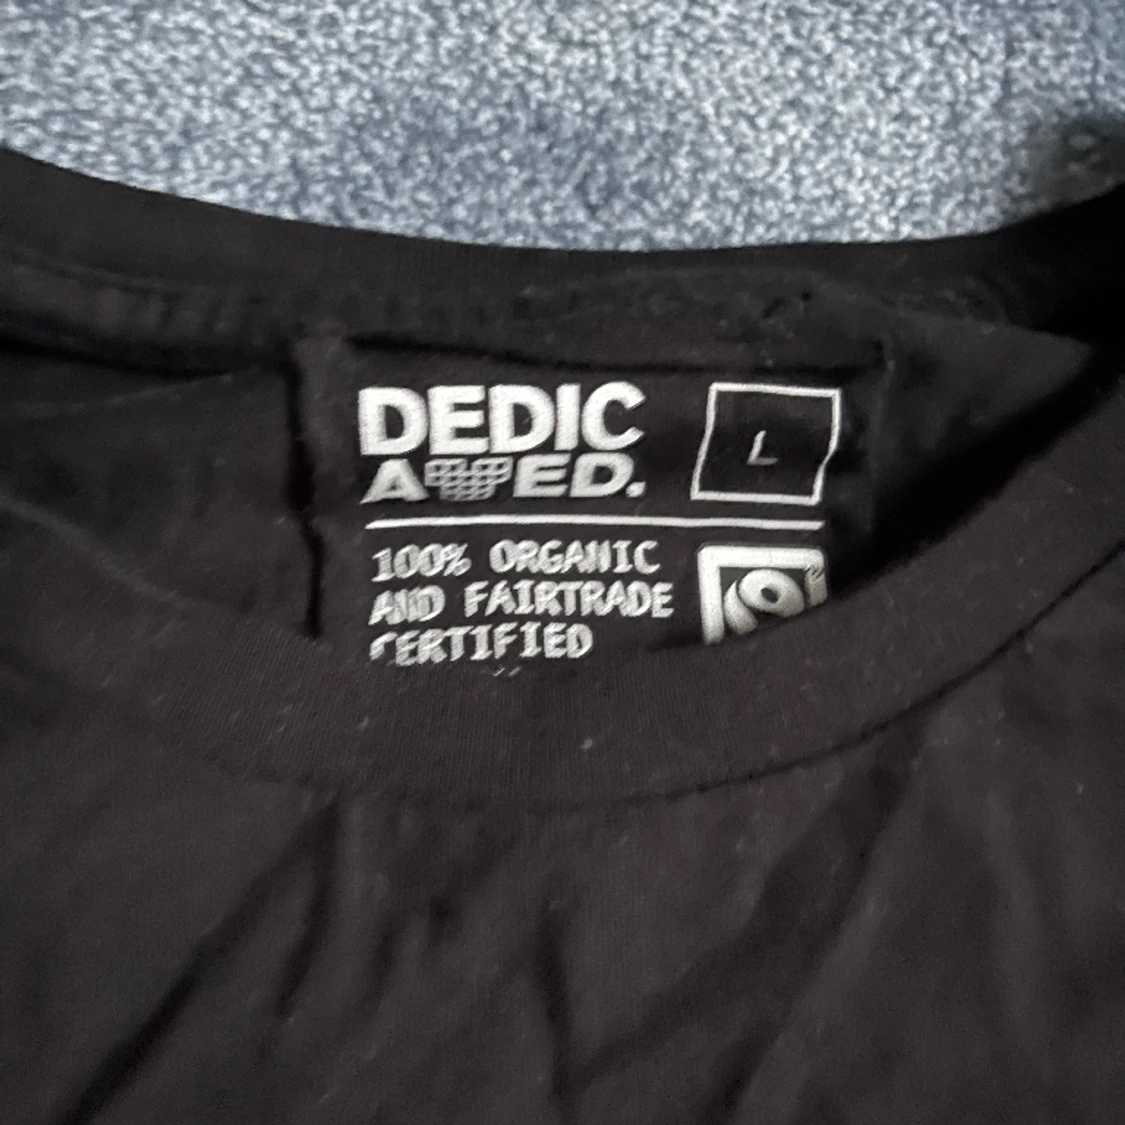 DEDIC
ED.
L
100% ORGANIC
AND FAIRTRADE
CERTIFIED